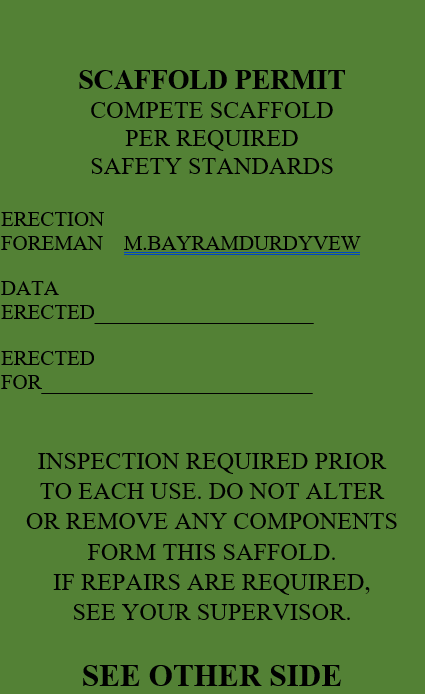 SCAFFOLD PERMIT
COMPETE SCAFFOLD
PER REQUIRED
SAFETY STANDARDS
ERECTION
FOREMAN M.BAYRAMDURDYVEW
DATA
ERECTED_____________________
ERECTED
FOR__________________________
INSPECTION REQUIRED PRIOR
TO EACH USE. DO NOT ALTER
OR REMOVE ANY COMPONENTS
FORM THIS SAFFOLD.
IF REPAIRS ARE REQUIRED,
SEE YOUR SUPERVISOR.
SEE OTHER SIDE